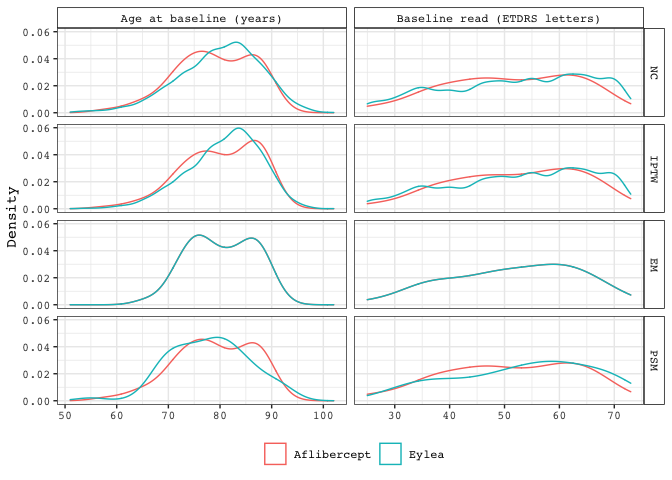 Age at baseline (years)
Baseline read (ETDRS letters)
0.06
0.04
0.02
0.00
NC
0.06
0.04
0.02
0.00
IPTW
0.06
0.04
0.02
0.00
EM
0.06
0.04
0.02
0.00
PSM
Density
50 60 70 80 90 100
30 40 50 60 70
Aflibercept Eylea